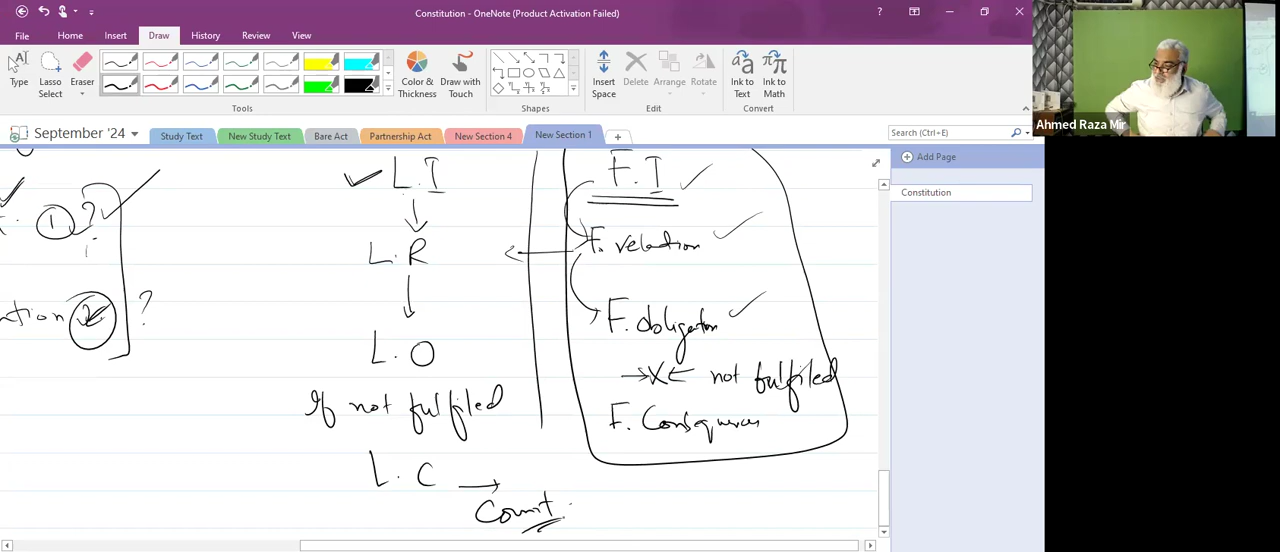 Constitution - OneNote (Product Activation Failed)
File Home Insert Draw History Review View
Type
Lasso Select
Eraser
Color & Thickness
Draw with Touch
Insert Space
Delete
Arrange
Rotate
Ink to Text
Ink to Math
Tools
Shapes
Edit
Convert
Ahmed Raza Mir
September '24
Study Text
New Study Text
Bare Act
Partnership Act
New Section 4
New Section 1
Search (Ctrl+E)
Add Page
Constitution
1 ?
?
L.I
L.R
L.O
If not fulfiled
L.C
F.I
F. relation
F. obligation
X not fulfiled
F. Consequences